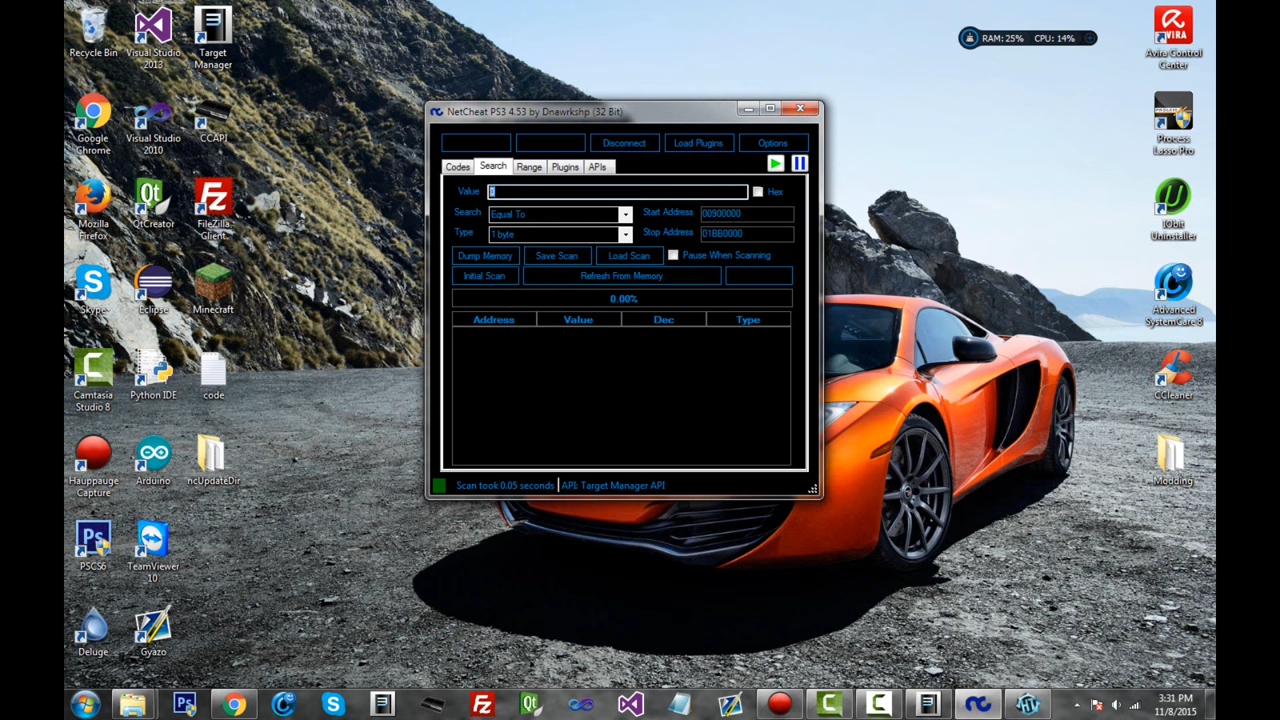 Recycle Bin
Visual Studio 2013
Target Manager
Google Chrome
Visual Studio 2010
CCAPI
Mozilla Firefox
QtCreator
FileZilla Client
Skype
Eclipse
Minecraft
Camtasia Studio 8
Python IDE
code
Hauppauge Capture
Arduino
ncUpdateDir
PSCS6
TeamViewer 10
Deluge
Gyazo
RAM: 25% CPU: 14%
Avira Control Center
Process Lasso Pro
IObit Uninstaller
Advanced SystemCare 8
CCleaner
Modding
NetCheat PS3 4.53 by Dnawrkshp (32 Bit)
Disconnect Load Plugins Options
Codes Search Range Plugins APIs
Value 0 Hex
Search Equal To Start Address 00900000
Type 1 byte Stop Address 01BB0000
Dump Memory Save Scan Load Scan Pause When Scanning
Initial Scan Refresh From Memory
0.00%
Address Value Dec Type
Scan took 0.05 seconds API: Target Manager API
3:31 PM
11/8/2015